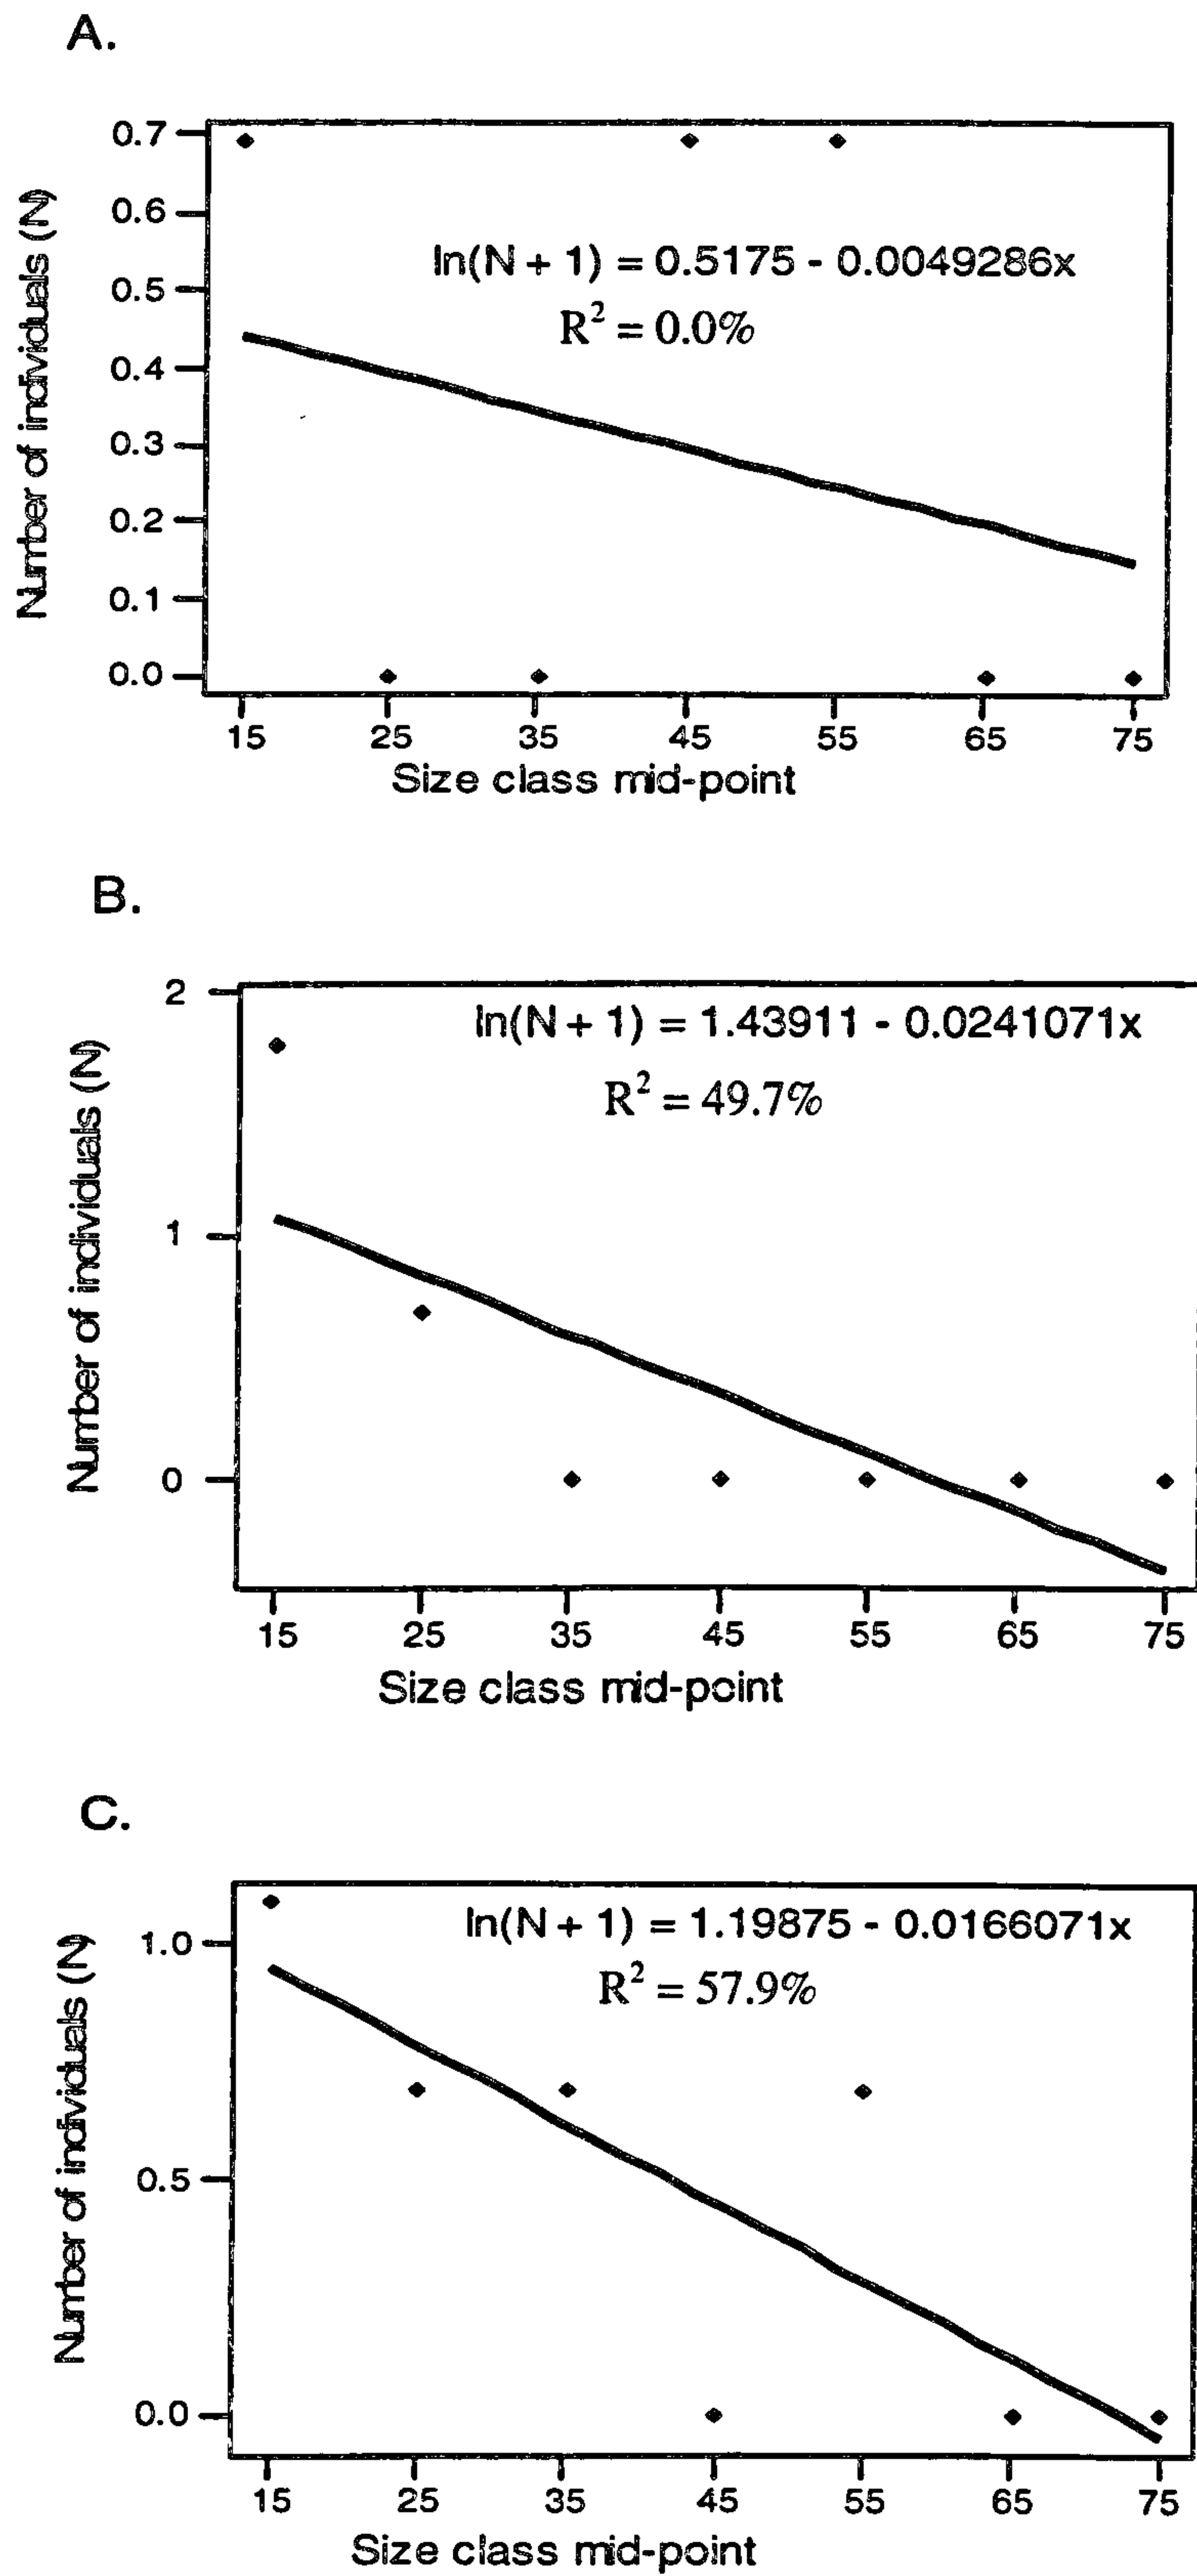 A.
Number of individuals (N)
0.7
0.6
0.5
0.4
0.3
0.2
0.1
0.0
ln(N + 1) = 0.5175 - 0.0049286x
R² = 0.0%
15 25 35 45 55 65 75
Size class mid-point
B.
Number of individuals (N)
2
1
0
ln(N + 1) = 1.43911 - 0.0241071x
R² = 49.7%
15 25 35 45 55 65 75
Size class mid-point
C.
Number of individuals (N)
1.0
0.5
0.0
ln(N + 1) = 1.19875 - 0.0166071x
R² = 57.9%
15 25 35 45 55 65 75
Size class mid-point